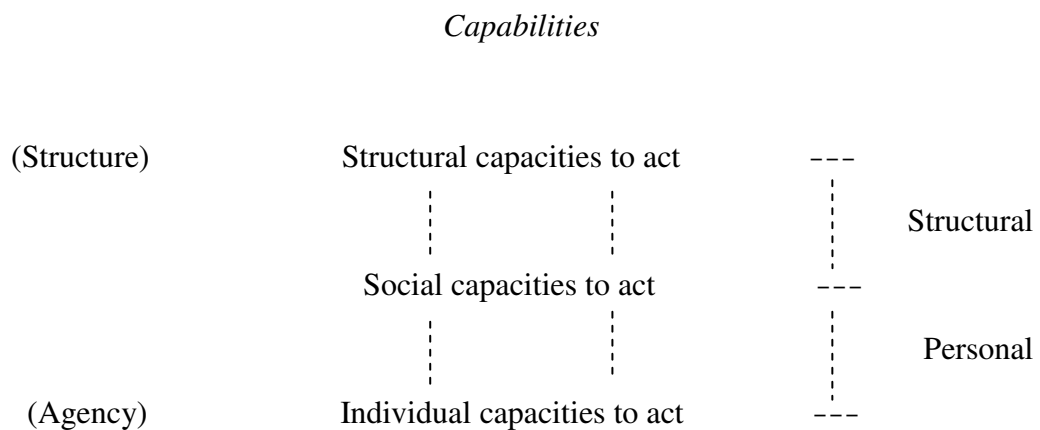 Capabilities
(Structure) Structural capacities to act
Structural
Social capacities to act
Personal
(Agency) Individual capacities to act